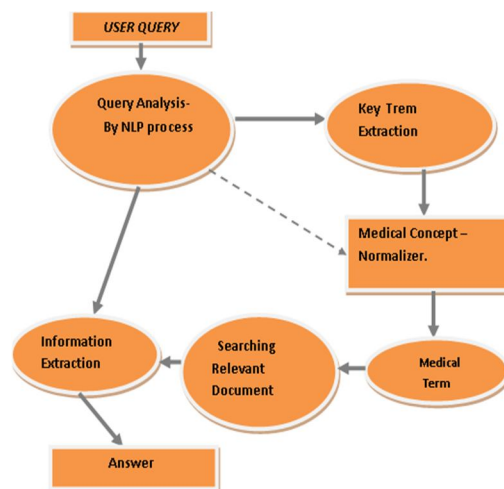 USER QUERY
Query Analysis-
By NLP process
Key Trem
Extraction
Medical Concept –
Normalizer.
Medical
Term
Searching
Relevant
Document
Information
Extraction
Answer